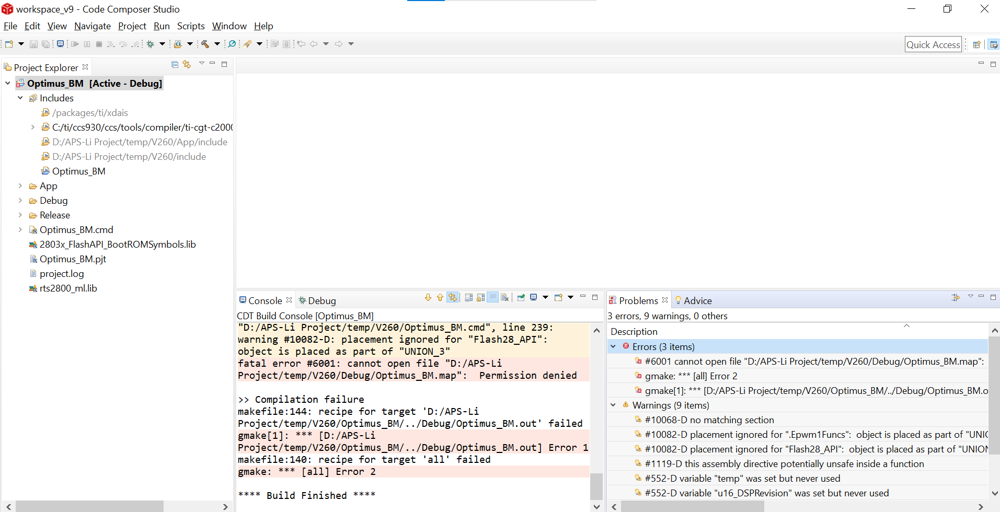 workspace_v9 - Code Composer Studio
File Edit View Navigate Project Run Scripts Window Help
Quick Access
Project Explorer
Optimus_BM [Active - Debug]
Includes
/packages/ti/xdais
C:/ti/ccs930/ccs/tools/compiler/ti-cgt-c200
D:/APS-Li Project/temp/V260/App/include
D:/APS-Li Project/temp/V260/include
Optimus_BM
App
Debug
Release
Optimus_BM.cmd
2803x_FlashAPI_BootROMSymbols.lib
Optimus_BM.pjt
project.log
rts2800_ml.lib
Console Debug
CDT Build Console [Optimus_BM]
"D:/APS-Li Project/temp/V260/Optimus_BM.cmd", line 239:
warning #10082-D: placement ignored for "Flash28_API":
object is placed as part of "UNION_3"
fatal error #6001: cannot open file "D:/APS-Li
Project/temp/V260/Debug/Optimus_BM.map":  Permission denied
>> Compilation failure
makefile:144: recipe for target 'D:/APS-Li
Project/temp/V260/Optimus_BM/../Debug/Optimus_BM.out' failed
gmake[1]: *** [D:/APS-Li
Project/temp/V260/Optimus_BM/../Debug/Optimus_BM.out] Error 1
makefile:140: recipe for target 'all' failed
gmake: *** [all] Error 2
**** Build Finished ****
Problems Advice
3 errors, 9 warnings, 0 others
Description
Errors (3 items)
#6001 cannot open file "D:/APS-Li Project/temp/V260/Debug/Optimus_BM.map":
gmake: *** [all] Error 2
gmake[1]: *** [D:/APS-Li Project/temp/V260/Optimus_BM/../Debug/Optimus_BM.o
Warnings (9 items)
#10068-D no matching section
#10082-D placement ignored for ".Epwm1Funcs":  object is placed as part of "UNI
#10082-D placement ignored for "Flash28_API":  object is placed as part of "UNION
#1119-D this assembly directive potentially unsafe inside a function
#552-D variable "temp" was set but never used
#552-D variable "u16_DSPRevision" was set but never used